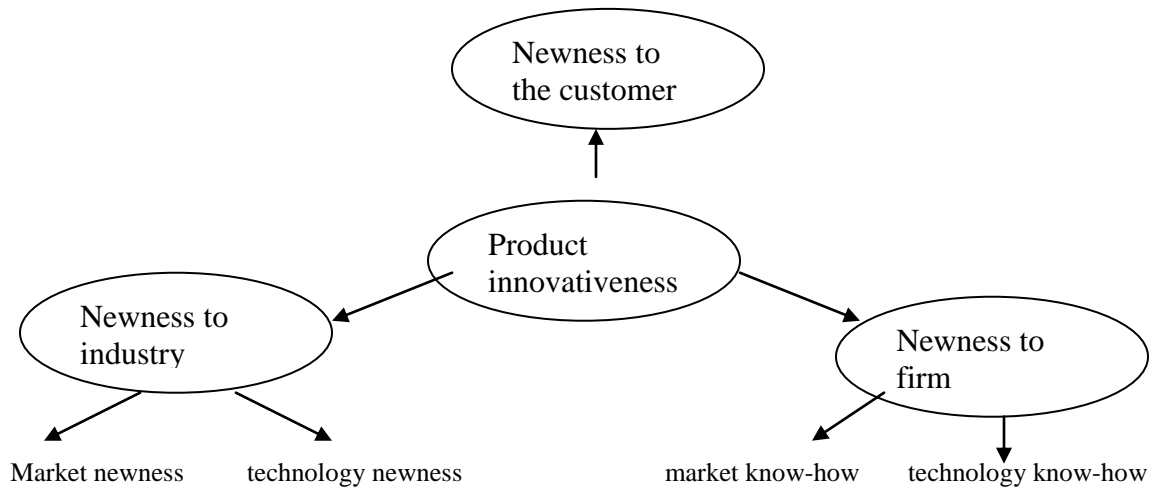 Newness to
the customer
Product
innovativeness
Newness to
industry
Newness to
firm
Market newness
technology newness
market know-how
technology know-how